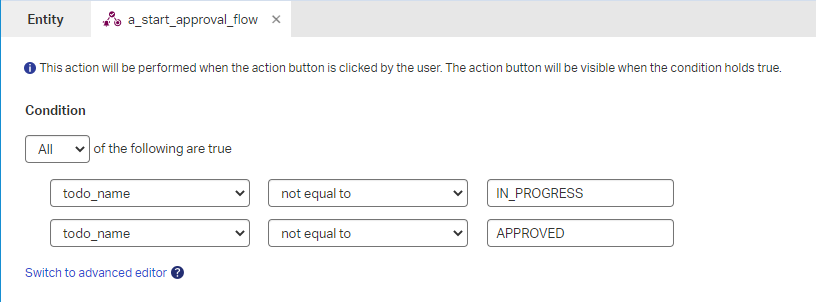 Entity a_start_approval_flow ×
This action will be performed when the action button is clicked by the user. The action button will be visible when the condition holds true.
Condition
All of the following are true
todo_name not equal to IN_PROGRESS
todo_name not equal to APPROVED
Switch to advanced editor ?